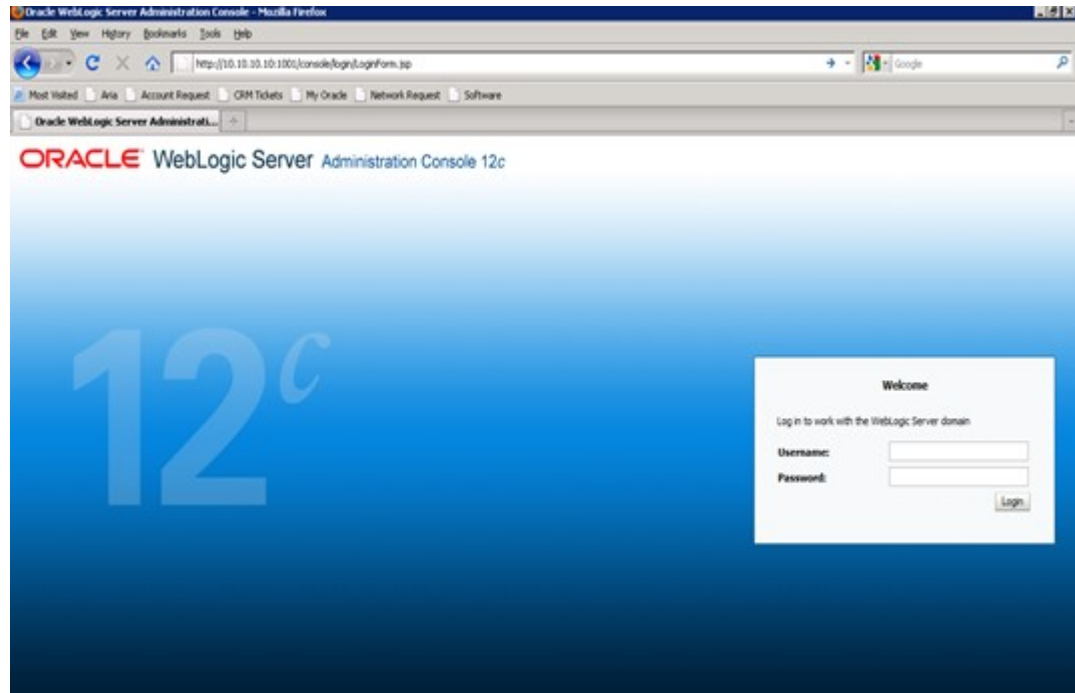 Oracle WebLogic Server Administration Console - Mozilla Firefox
File Edit View History Bookmarks Tools Help
http://10.10.10.10:1001/console/login/LoginForm.jsp
Google
Most Visited Aria Account Request CRM Tickets My Oracle Network Request Software
Oracle WebLogic Server Administrati...
ORACLE WebLogic Server Administration Console 12c
12c
Welcome
Log in to work with the WebLogic Server domain
Username:
Password:
Login